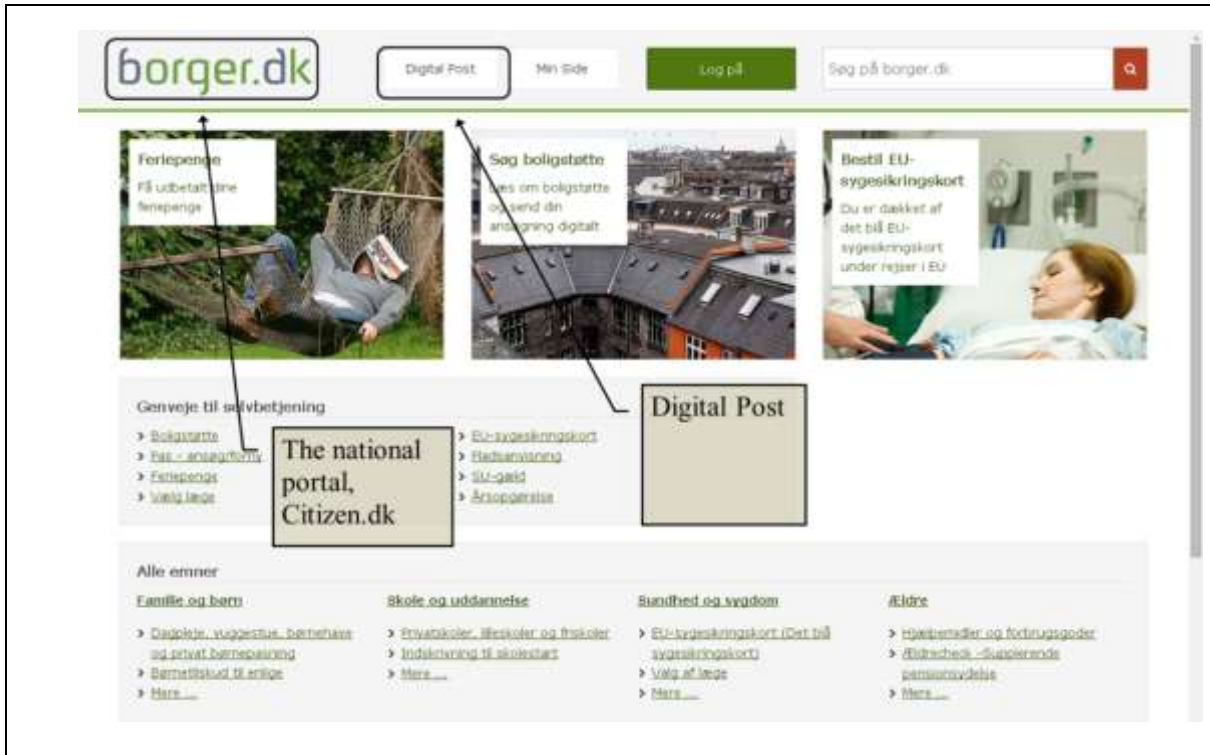 borger.dk
Digital Post
Min Side
Log på
Søg på borger.dk
Feriepenge
Få udbetalt dine
feriepenge
Søg boligstøtte
Læs om boligstøtte
og send din
ansøgning digitalt
Bestil EU-
sygesikringskort
Du er dækket af
det blå EU-
sygesikringskort
under rejser i EU
Genveje til selvbetjening
Boligstøtte
Pas - ansøg/forny
Feriepenge
Vælg læge
EU-sygesikringskort
SU-gæld
Årsopgørelse
The national
portal,
Citizen.dk
Digital Post
Alle emner
Familie og børn
Dagpleje, vuggestue, børnehave
og privat børnepasning
Børnetilskud til enlige
Mere ....
Skole og uddannelse
Privatskoler, lilleskoler og friskoler
Indskrivning til skolestart
Mere ....
Sundhed og sygdom
EU-sygesikringskort (Det blå
sygesikringskort)
Valg af læge
Mere ....
Ældre
Hjælpemidler og forbrugsgoder
Ældrecheck -Supplerende
pensionsydelse
Mere ....